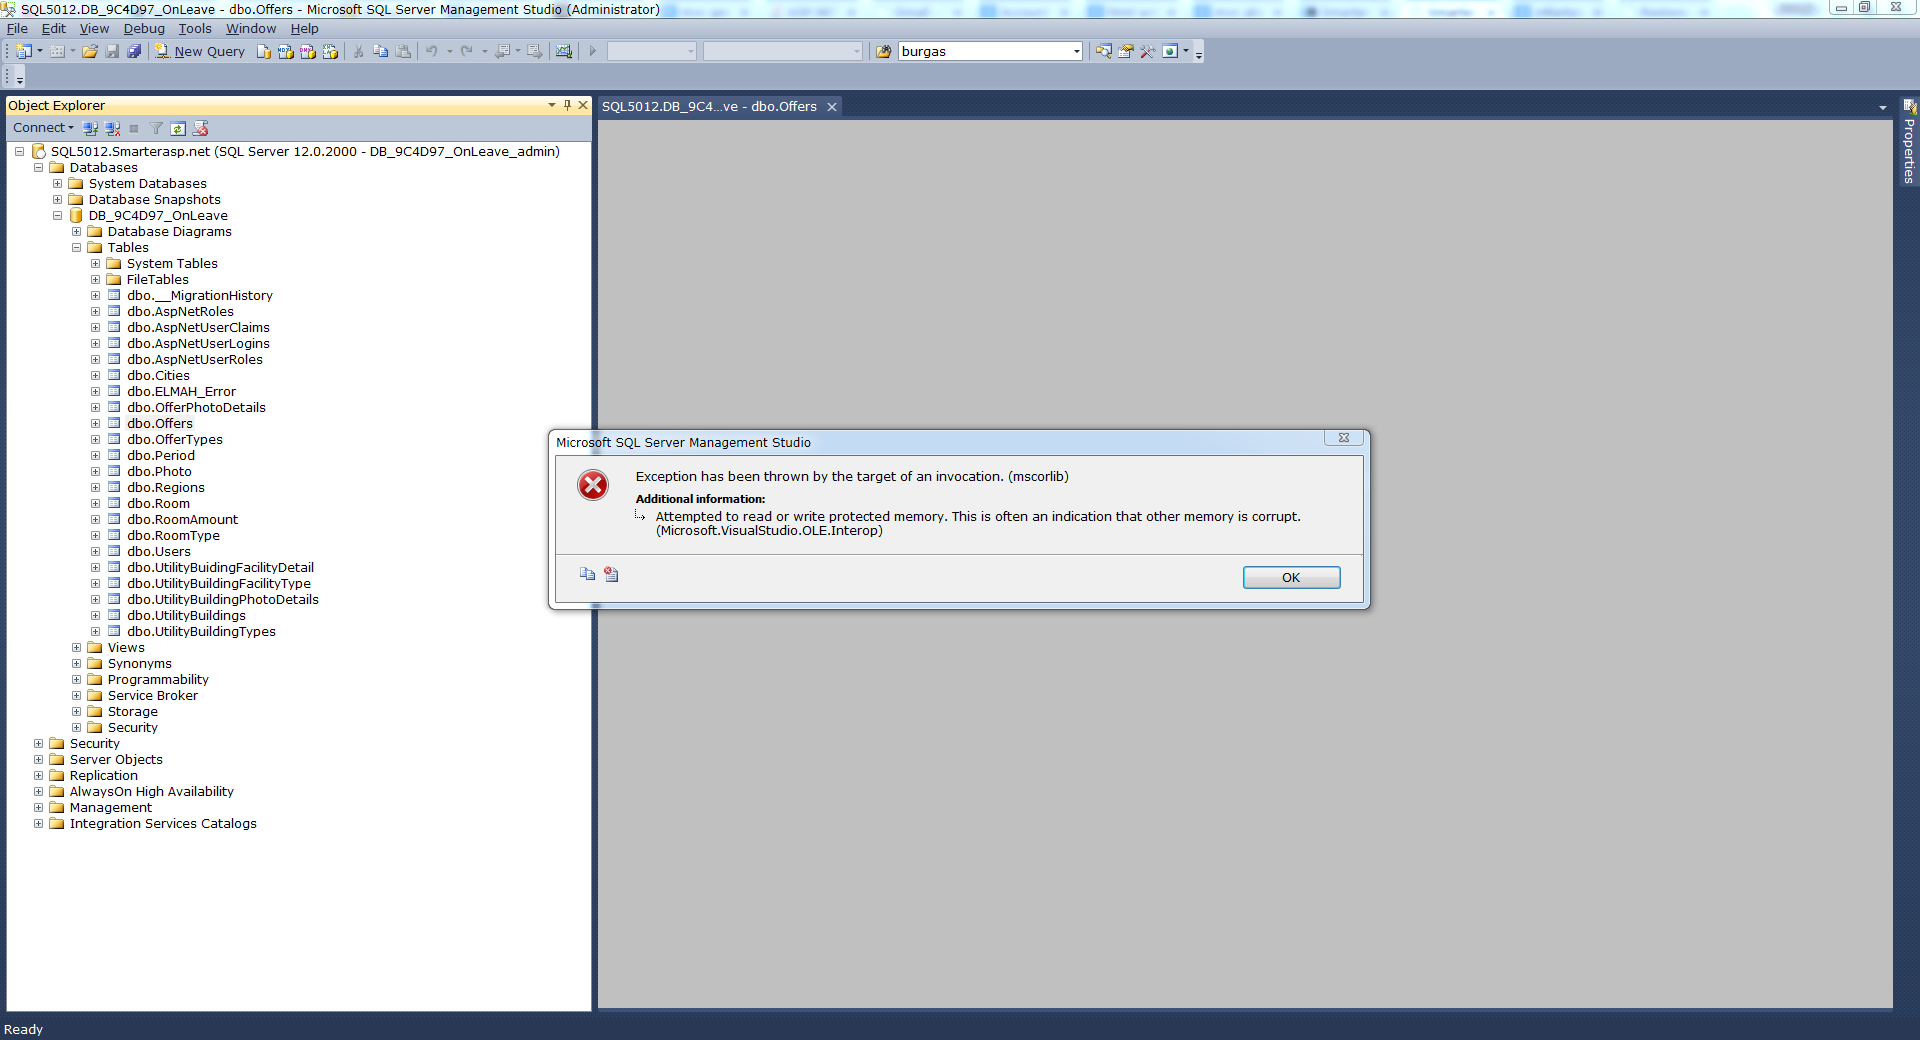 SQL5012.DB_9C4D97_OnLeave - dbo.Offers - Microsoft SQL Server Management Studio (Administrator)
File Edit View Debug Tools Window Help
New Query
burgas
Object Explorer
SQL5012.DB_9C4...ve - dbo.Offers
Connect
Properties
SQL5012.Smarterasp.net (SQL Server 12.0.2000 - DB_9C4D97_OnLeave_admin)
Databases
System Databases
Database Snapshots
DB_9C4D97_OnLeave
Database Diagrams
Tables
System Tables
FileTables
dbo.__MigrationHistory
dbo.AspNetRoles
dbo.AspNetUserClaims
dbo.AspNetUserLogins
dbo.AspNetUserRoles
dbo.Cities
dbo.ELMAH_Error
dbo.OfferPhotoDetails
dbo.Offers
dbo.OfferTypes
dbo.Period
dbo.Photo
dbo.Regions
dbo.Room
dbo.RoomAmount
dbo.RoomType
dbo.Users
dbo.UtilityBuidingFacilityDetail
dbo.UtilityBuildingFacilityType
dbo.UtilityBuildingPhotoDetails
dbo.UtilityBuildings
dbo.UtilityBuildingTypes
Views
Synonyms
Programmability
Service Broker
Storage
Security
Security
Server Objects
Replication
AlwaysOn High Availability
Management
Integration Services Catalogs
Microsoft SQL Server Management Studio
Exception has been thrown by the target of an invocation. (mscorlib)
Additional information:
Attempted to read or write protected memory. This is often an indication that other memory is corrupt.
(Microsoft.VisualStudio.OLE.Interop)
OK
Ready